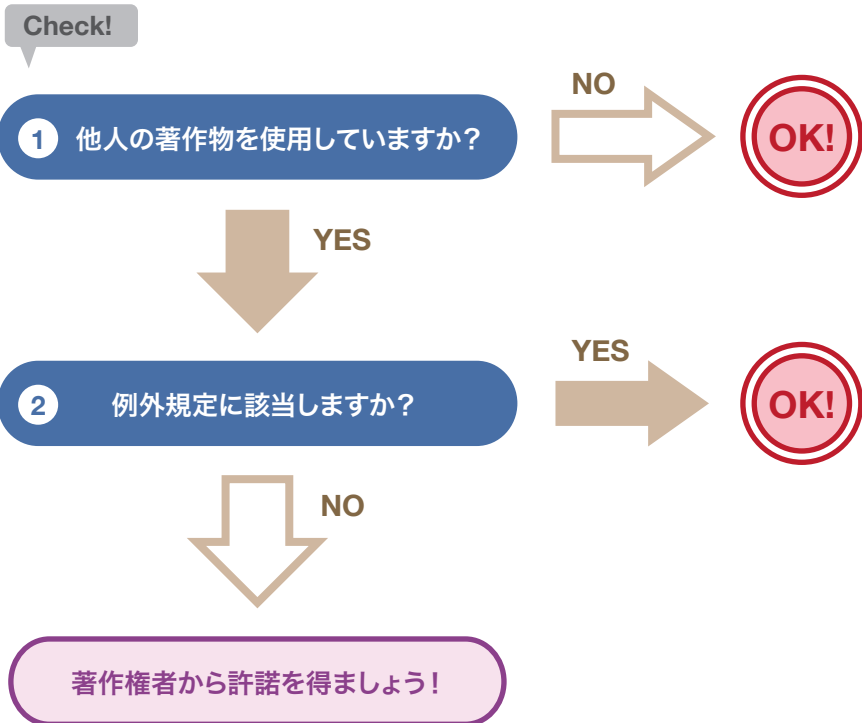 Check!
1 他人の著作物を使用していますか?
NO
OK!
YES
2 例外規定に該当しますか?
YES
OK!
NO
著作権者から許諾を得ましょう!